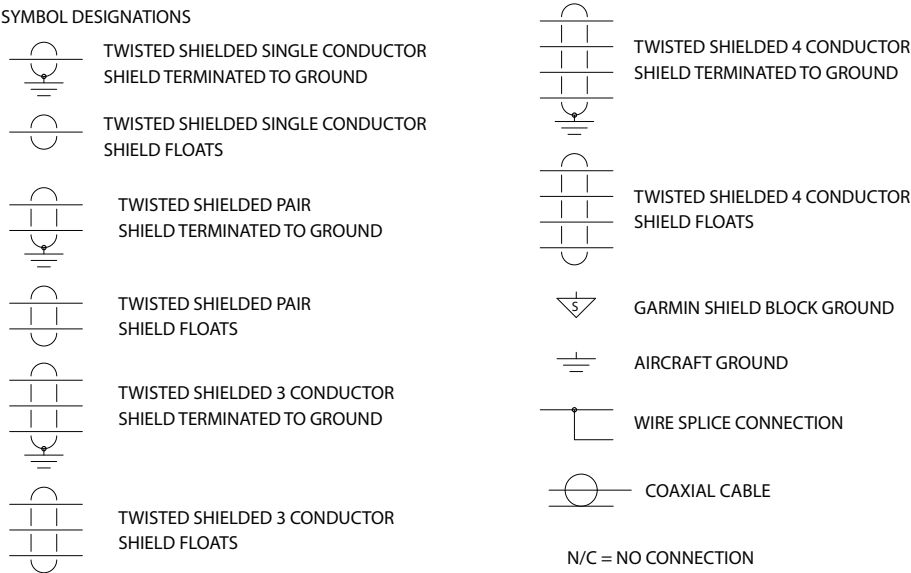 SYMBOL DESIGNATIONS
TWISTED SHIELDED SINGLE CONDUCTOR
SHIELD TERMINATED TO GROUND
TWISTED SHIELDED SINGLE CONDUCTOR
SHIELD FLOATS
TWISTED SHIELDED PAIR
SHIELD TERMINATED TO GROUND
TWISTED SHIELDED PAIR
SHIELD FLOATS
TWISTED SHIELDED 3 CONDUCTOR
SHIELD TERMINATED TO GROUND
TWISTED SHIELDED 3 CONDUCTOR
SHIELD FLOATS
TWISTED SHIELDED 4 CONDUCTOR
SHIELD TERMINATED TO GROUND
TWISTED SHIELDED 4 CONDUCTOR
SHIELD FLOATS
S
GARMIN SHIELD BLOCK GROUND
AIRCRAFT GROUND
WIRE SPLICE CONNECTION
COAXIAL CABLE
N/C = NO CONNECTION